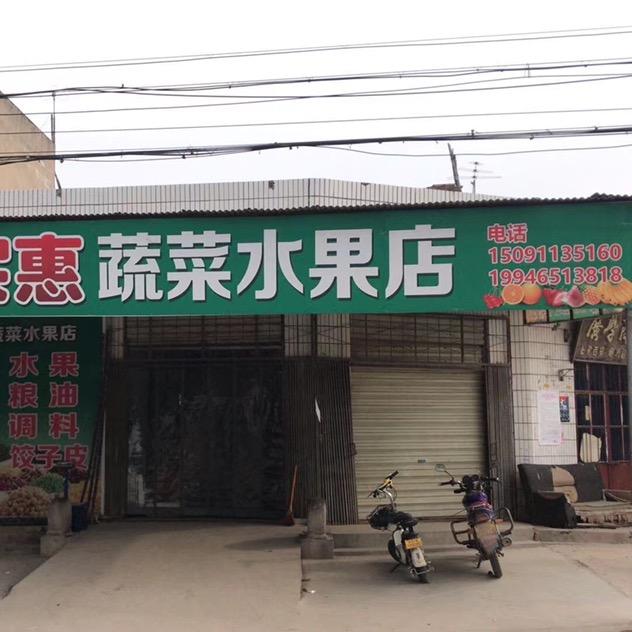 惠 蔬菜水果店
电话
15091135160
19946513818
蔬菜水果店
水果
粮油
调料
饺子皮